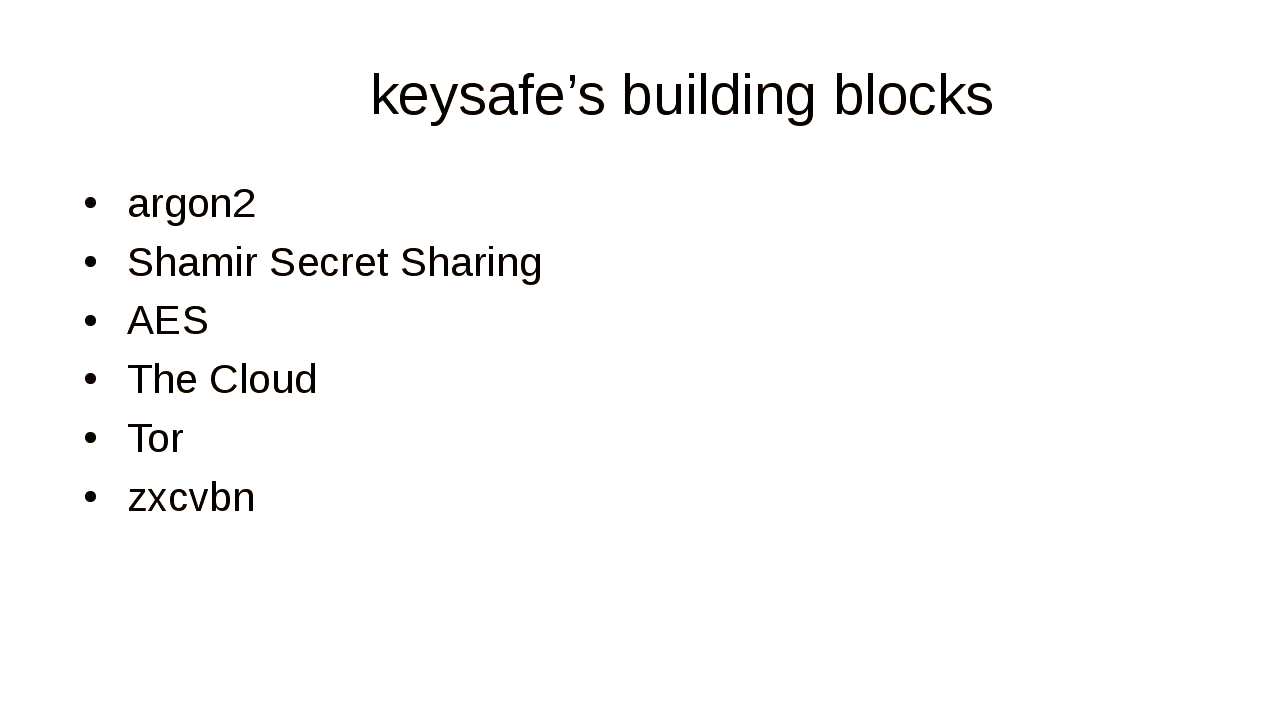 keysafe’s building blocks
• argon2
• Shamir Secret Sharing
• AES
• The Cloud
• Tor
• zxcvbn